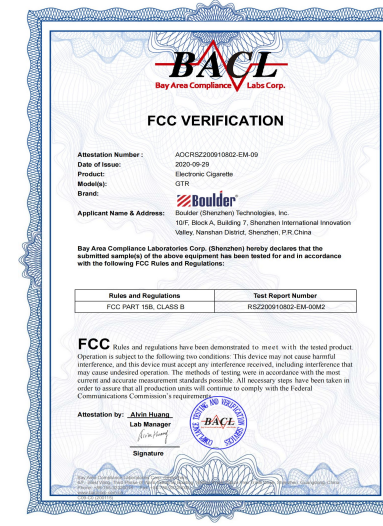 BACL
Bay Area Compliance Labs Corp.
FCC VERIFICATION
Attestation Number : AOCRSZ200910802-EM-09
Date of Issue: 2020-09-29
Product: Electronic Cigarette
Model(s): GTR
Brand: Boulder
Applicant Name & Address: Boulder (Shenzhen) Technologies, Inc.
10/F, Block A, Building 7, Shenzhen International Innovation
Valley, Nanshan District, Shenzhen, P.R.China
Bay Area Compliance Laboratories Corp. (Shenzhen) hereby declares that the
submitted sample(s) of the above equipment has been tested for and in accordance
with the following FCC Rules and Regulations:
Rules and Regulations Test Report Number
FCC PART 15B, CLASS B RSZ200910802-EM-00M2
FCC Rules and regulations have been demonstrated to meet with the tested product.
Operation is subject to the following two conditions: This device may not cause harmful
interference, and this device must accept any interference received, including interference that
may cause undesired operation. The methods of testing were in accordance with the most
current and accurate measurement standards possible. All necessary steps have been taken in
order to assure that all production units will continue to comply with the Federal
Communications Commission's requirements.
Attestation by: Alvin Huang
Lab Manager
Alvin Huang
Signature
TESTING AND VERIFICATION
COMPLIANCE SERVICES